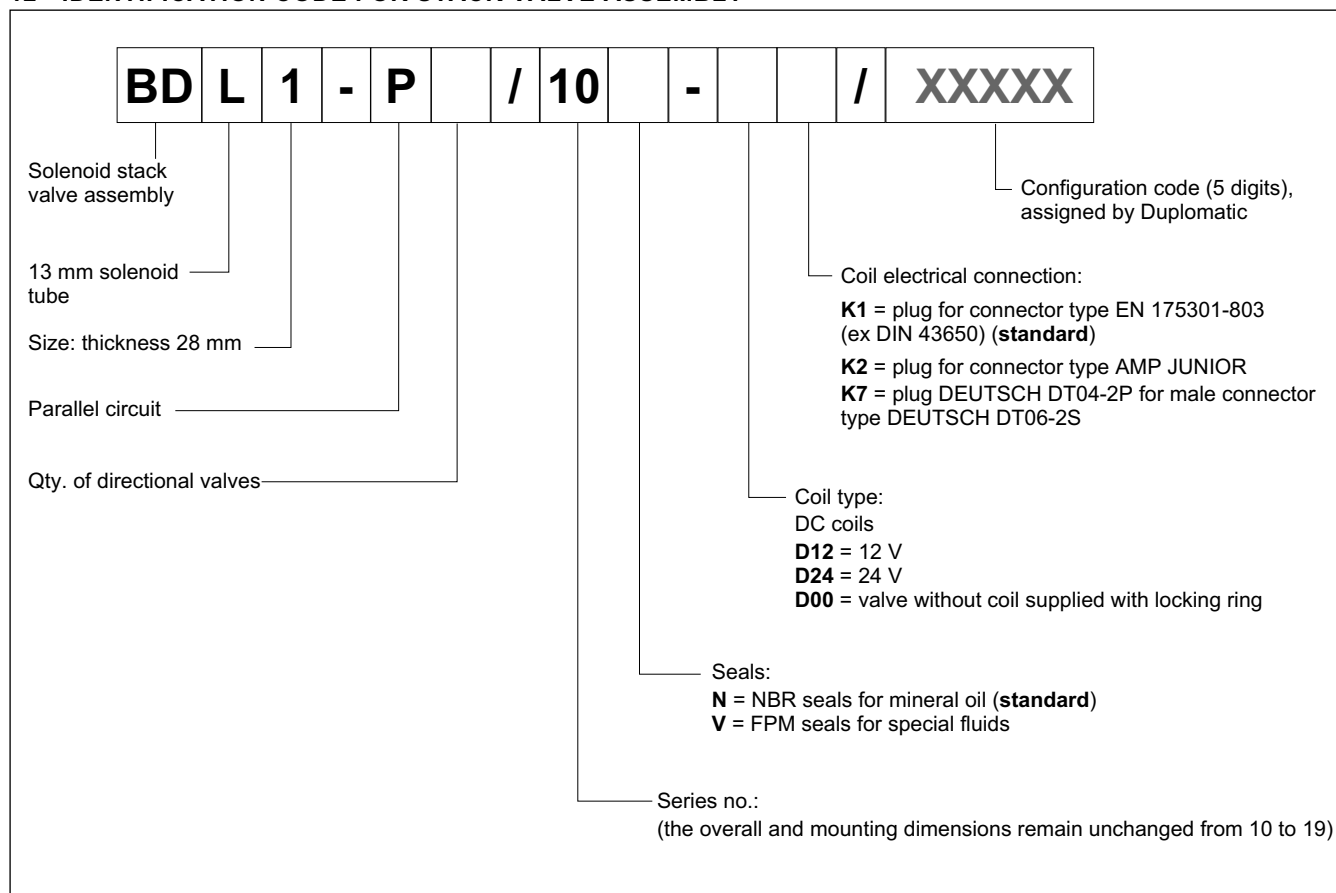 BD L 1 - P / 10 - / XXXXX
Solenoid stack
valve assembly
13 mm solenoid
tube
Size: thickness 28 mm
Parallel circuit
Qty. of directional valves
Configuration code (5 digits),
assigned by Duplomatic
Coil electrical connection:
K1 = plug for connector type EN 175301-803
(ex DIN 43650) (standard)
K2 = plug for connector type AMP JUNIOR
K7 = plug DEUTSCH DT04-2P for male connector
type DEUTSCH DT06-2S
Coil type:
DC coils
D12 = 12 V
D24 = 24 V
D00 = valve without coil supplied with locking ring
Seals:
N = NBR seals for mineral oil (standard)
V = FPM seals for special fluids
Series no.:
(the overall and mounting dimensions remain unchanged from 10 to 19)